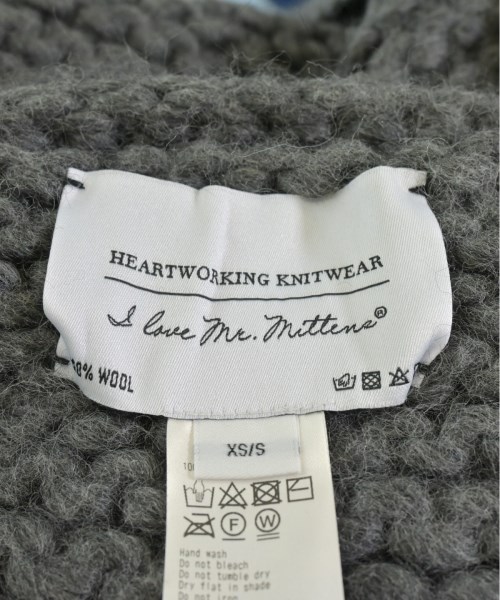 HEARTWORKING KNITWEAR
I love Mr. Mittens®
WOOL
XS/S
F W
Hand wash
Do not bleach
Do not tumble dry
Dry flat in shade
Do not iron